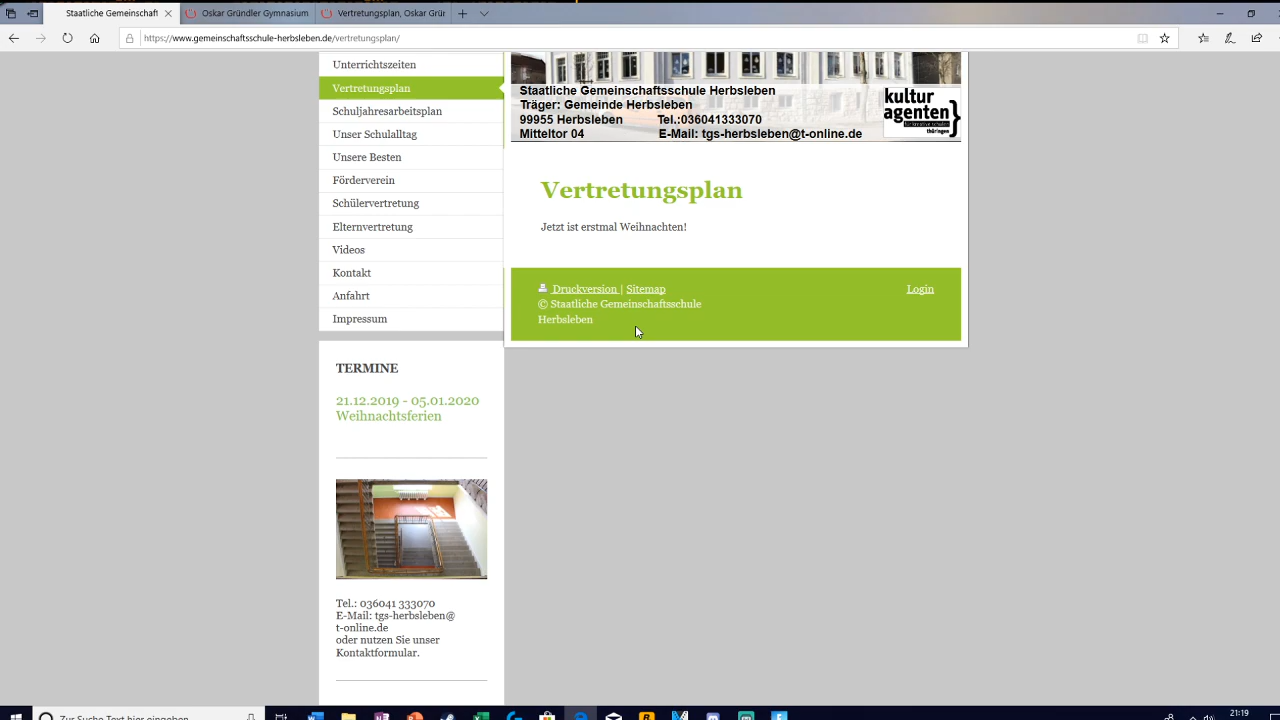 Staatliche Gemeinschaft
Oskar Gründler Gymnasium
Vertretungsplan, Oskar Grür
https://www.gemeinschaftsschule-herbsleben.de/vertretungsplan/
Unterrichtszeiten
Vertretungsplan
Schuljahresarbeitsplan
Unser Schulalltag
Unsere Besten
Förderverein
Schülervertretung
Elternvertretung
Videos
Kontakt
Anfahrt
Impressum
TERMINE
21.12.2019 - 05.01.2020
Weihnachtsferien
Tel.: 036041 333070
E-Mail: tgs-herbsleben@
t-online.de
oder nutzen Sie unser
Kontaktformular.
Staatliche Gemeinschaftsschule Herbsleben
Träger: Gemeinde Herbsleben
99955 Herbsleben Tel.:036041333070
Mitteltor 04 E-Mail: tgs-herbsleben@t-online.de
kultur
agenten}
für kreative schulen
thüringen
Vertretungsplan
Jetzt ist erstmal Weihnachten!
Druckversion | Sitemap
Login
© Staatliche Gemeinschaftsschule
Herbsleben
Zur Suche Text hier eingeben
21:19